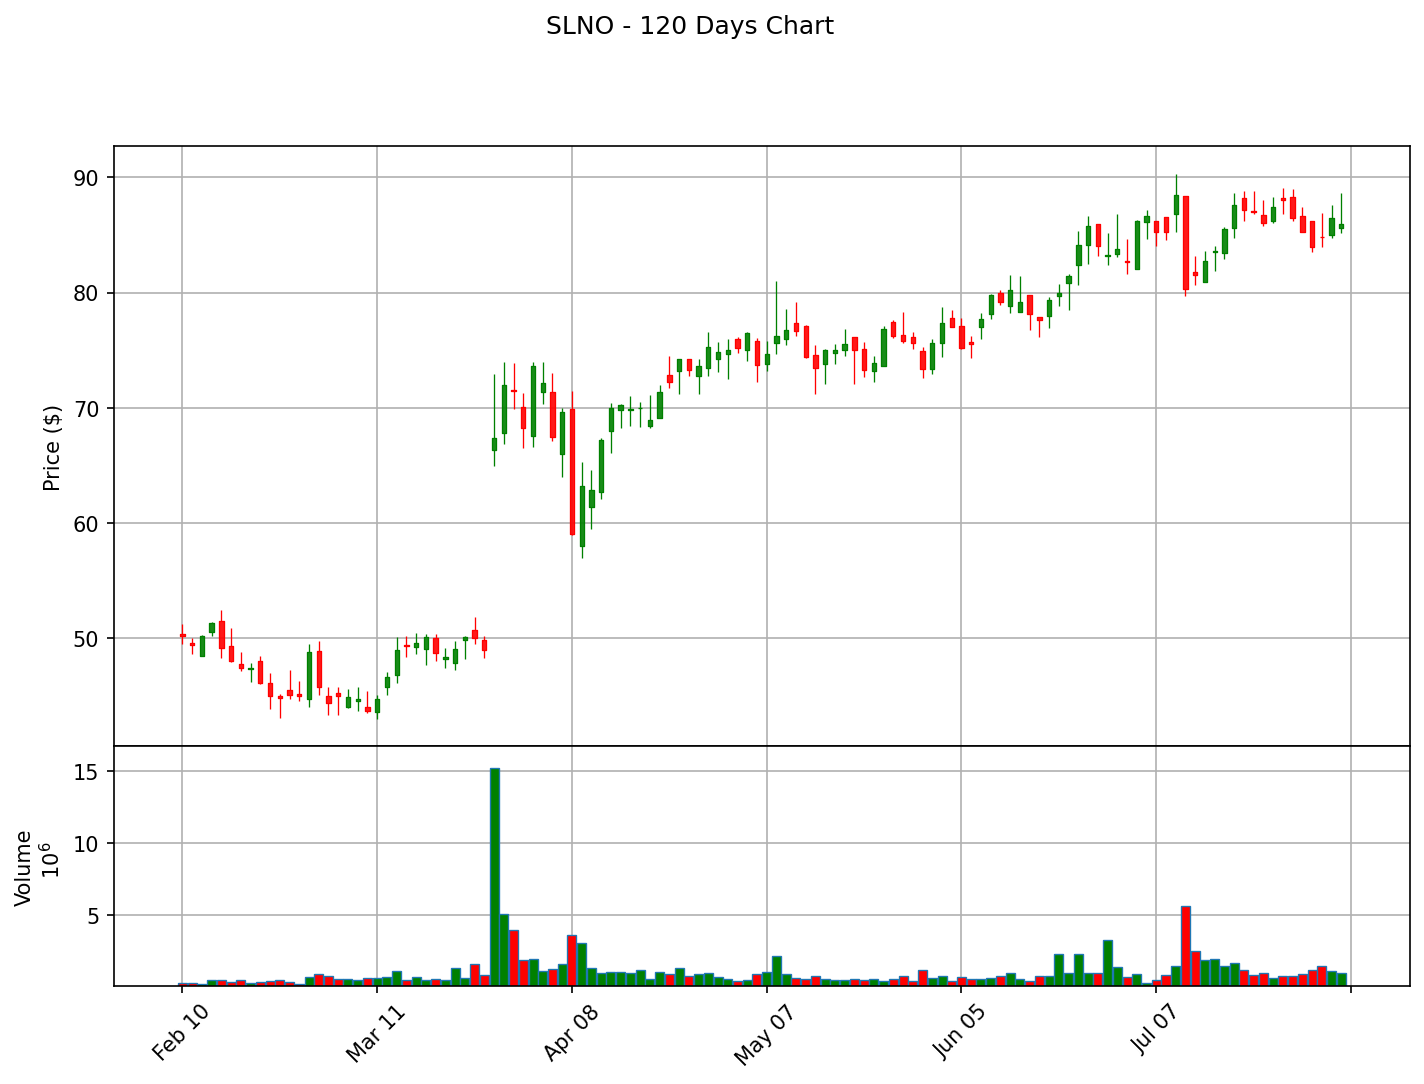 SLNO - 120 Days Chart
Price ($)
90
80
70
60
50
Volume
10⁶
15
10
5
Feb 10
Mar 11
Apr 08
May 07
Jun 05
Jul 07